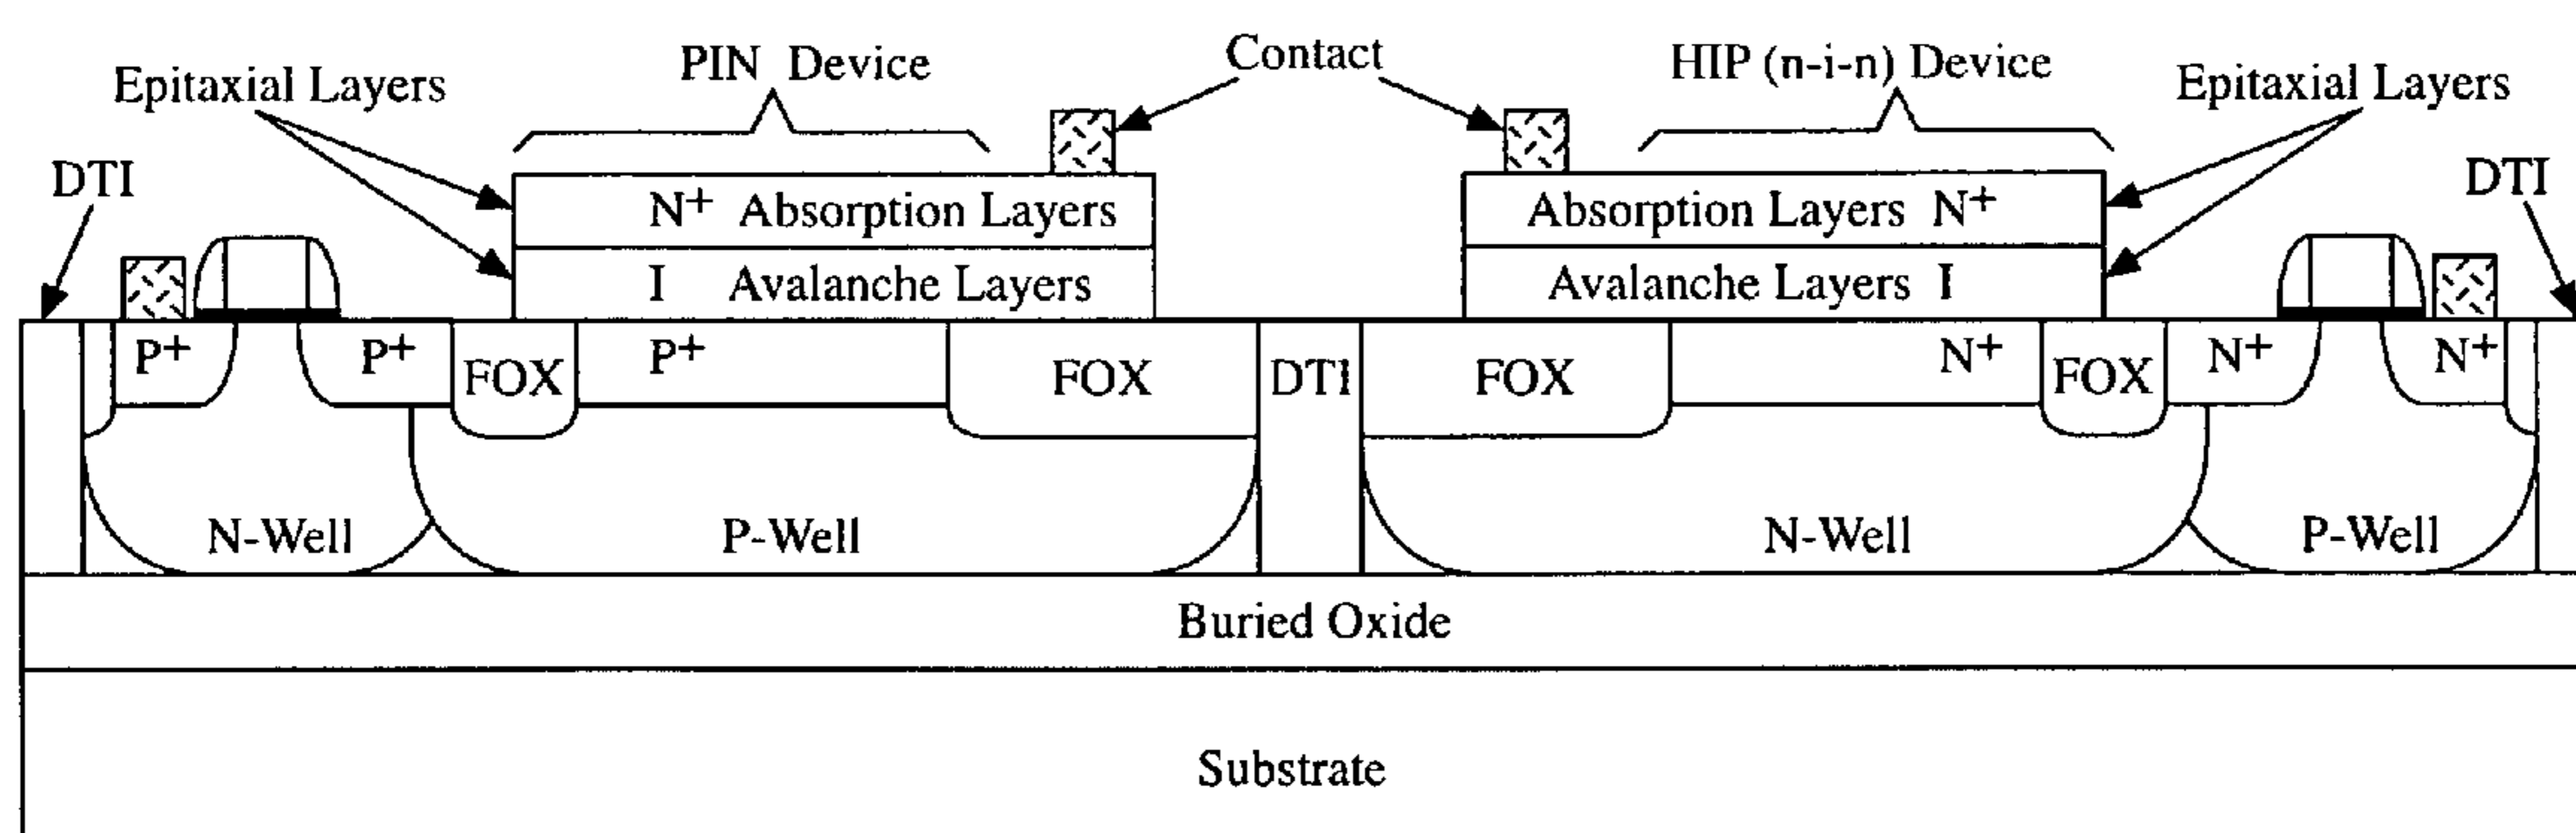 PIN Device
Contact
HIP (n-i-n) Device
Epitaxial Layers
Epitaxial Layers
DTI
DTI
N+ Absorption Layers
Absorption Layers N+
I Avalanche Layers
Avalanche Layers I
P+
P+
FOX
P+
FOX
DTI
FOX
N+
FOX
N+
N+
N-Well
P-Well
N-Well
P-Well
Buried Oxide
Substrate